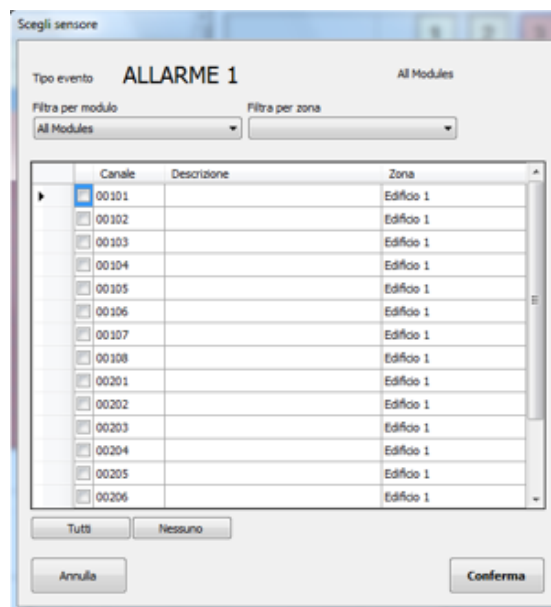 Scegli sensore
1 2 3
Tipo evento ALLARME 1 All Modules
Filtra per modulo Filtra per zona
All Modules
Canale Descrizione Zona
00101 Edificio 1
00102 Edificio 1
00103 Edificio 1
00104 Edificio 1
00105 Edificio 1
00106 Edificio 1
00107 Edificio 1
00108 Edificio 1
00201 Edificio 1
00202 Edificio 1
00203 Edificio 1
00204 Edificio 1
00205 Edificio 1
00206 Edificio 1
Tutti Nessuno
Annulla Conferma